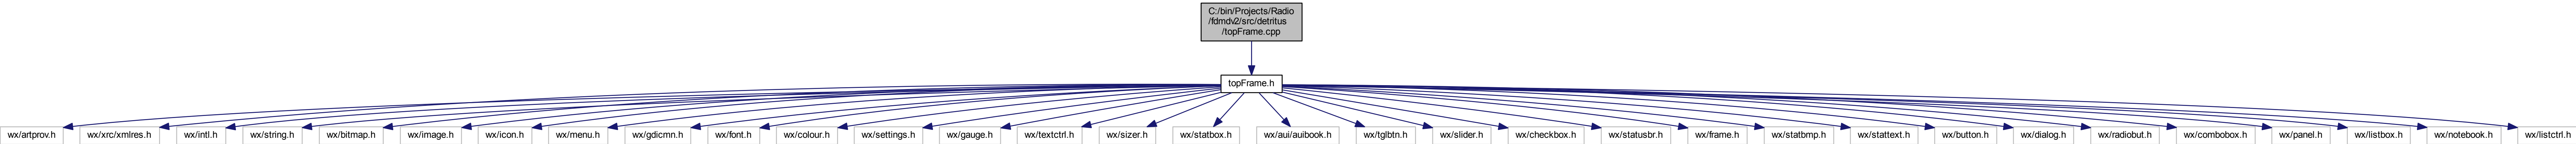 C:/bin/Projects/Radio
/fdmdv2/src/detritus
/topFrame.cpp
topFrame.h
wx/artprov.h
wx/xrc/xmlres.h
wx/intl.h
wx/string.h
wx/bitmap.h
wx/image.h
wx/icon.h
wx/menu.h
wx/gdicmn.h
wx/font.h
wx/colour.h
wx/settings.h
wx/gauge.h
wx/textctrl.h
wx/sizer.h
wx/statbox.h
wx/aui/auibook.h
wx/tglbtn.h
wx/slider.h
wx/checkbox.h
wx/statusbr.h
wx/frame.h
wx/statbmp.h
wx/stattext.h
wx/button.h
wx/dialog.h
wx/radiobut.h
wx/combobox.h
wx/panel.h
wx/listbox.h
wx/notebook.h
wx/listctrl.h